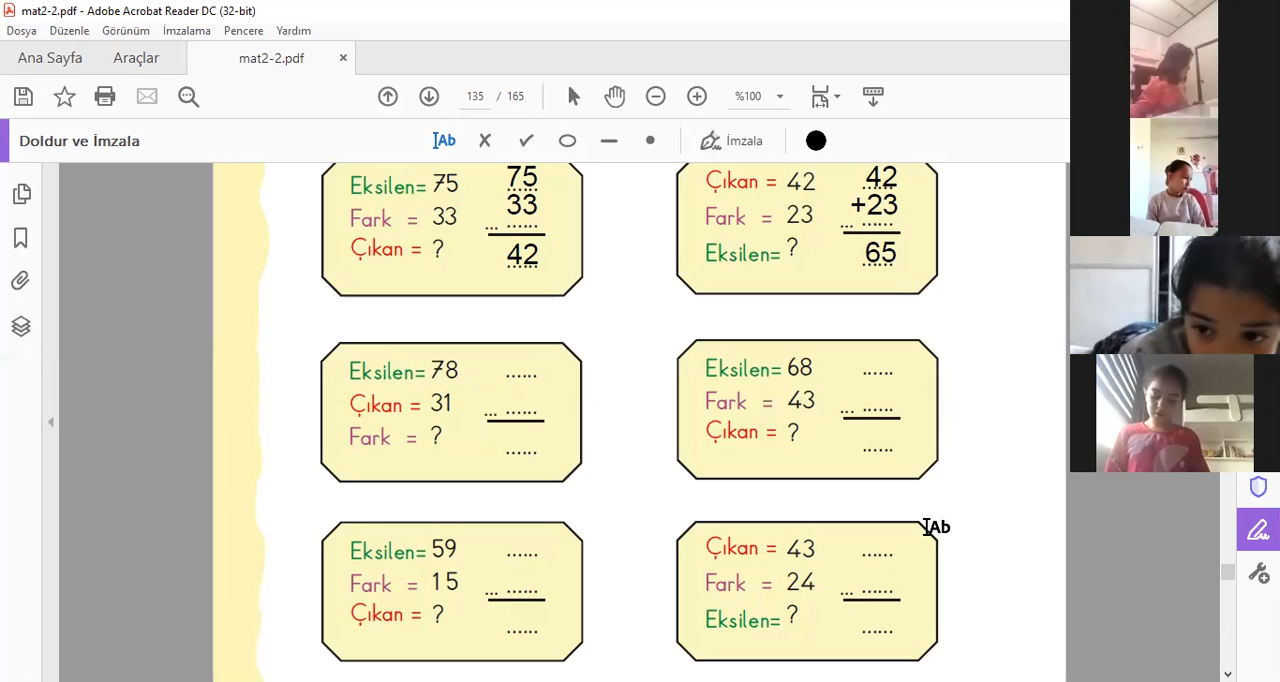 mat2-2.pdf - Adobe Acrobat Reader DC (32-bit)
Dosya Düzenle Görünüm İmzalama Pencere Yardım
Ana Sayfa Araçlar mat2-2.pdf ×
135 / 165 %100
Doldur ve İmzala Ab İmzala
Eksilen= 75 75
Fark = 33 33
... ......
Çıkan = ? 42
Çıkan = 42 42
Fark = 23 +23
... ......
Eksilen= ? 65
Eksilen= 78 ......
Çıkan = 31 ... ......
Fark = ? ......
Eksilen= 68 ......
Fark = 43 ... ......
Çıkan = ? ......
Eksilen= 59 ......
Fark = 15 ... ......
Çıkan = ? ......
Çıkan = 43 ......
Fark = 24 ... ......
Eksilen= ? ......
Ab